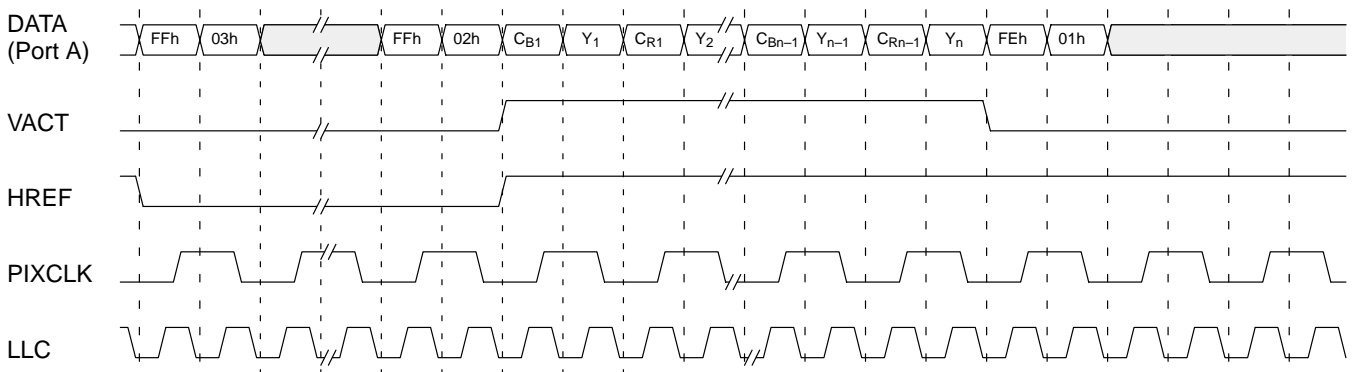 DATA
(Port A)
FFh 03h FFh 02h CB1 Y1 CR1 Y2 CBn–1 Yn–1 CRn–1 Yn FEh 01h
VACT
HREF
PIXCLK
LLC